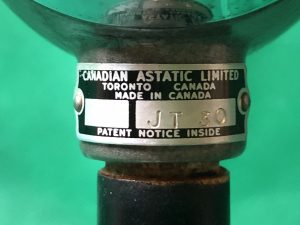 CANADIAN ASTATIC LIMITED
TORONTO CANADA
MADE IN CANADA
JT 30
PATENT NOTICE INSIDE